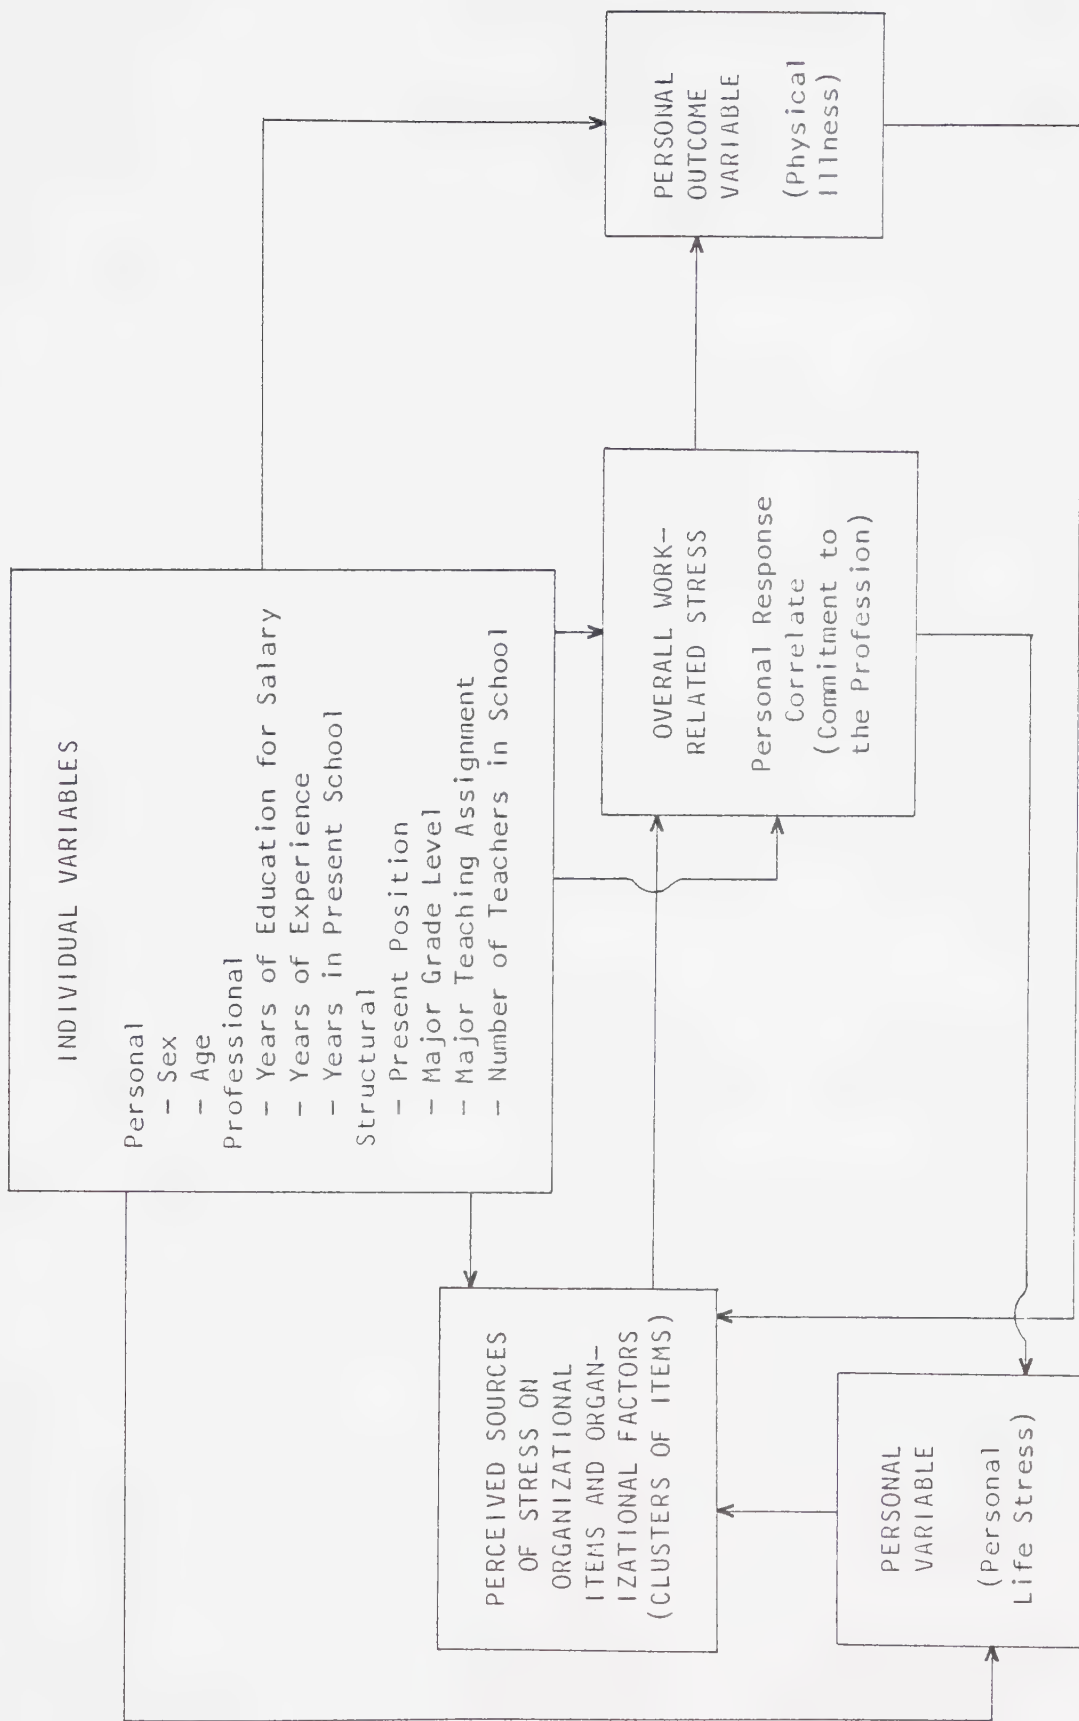 INDIVIDUAL VARIABLES
Personal
- Sex
- Age
Professional
- Years of Education for Salary
- Years of Experience
- Years in Present School
Structural
- Present Position
- Major Grade Level
- Major Teaching Assignment
- Number of Teachers in School
PERCEIVED SOURCES
OF STRESS ON
ORGANIZATIONAL
ITEMS AND ORGAN-
IZATIONAL FACTORS
(CLUSTERS OF ITEMS)
OVERALL WORK-
RELATED STRESS
Personal Response
Correlate
(Commitment to
the Profession)
PERSONAL
OUTCOME
VARIABLE
(Physical
Illness)
PERSONAL
VARIABLE
(Personal
Life Stress)